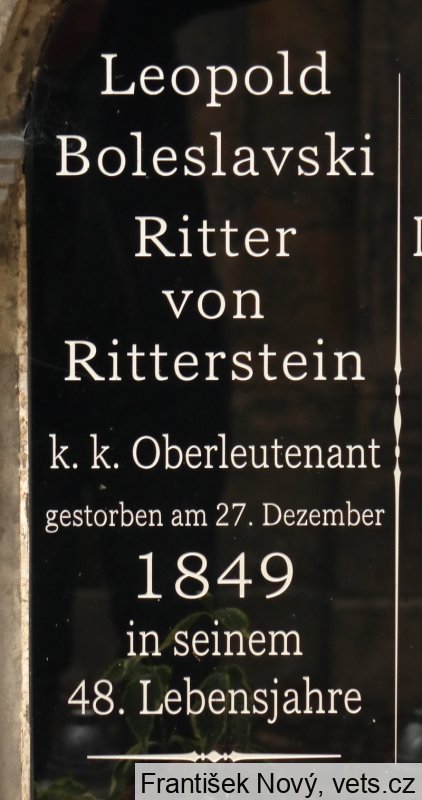 Leopold
Boleslavski
Ritter
von
Ritterstein
k. k. Oberleutenant
gestorben am 27. Dezember
1849
in seinem
48. Lebensjahre
František Nový, vets.cz